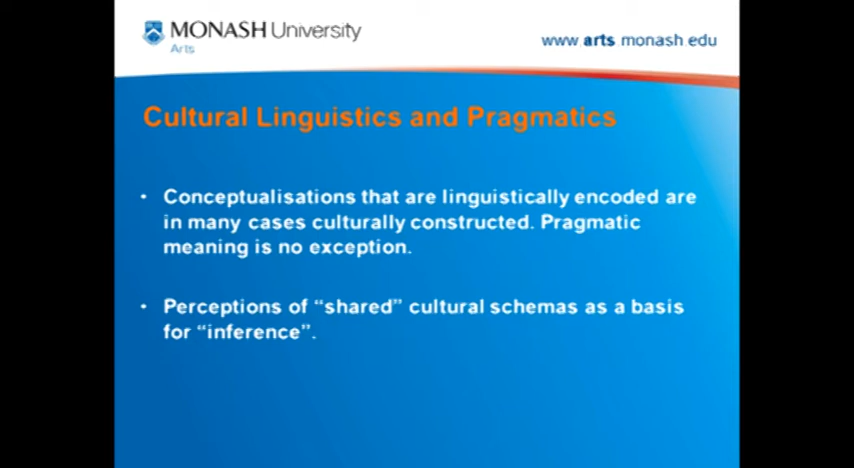 MONASH University
Arts
www.arts.monash.edu
Cultural Linguistics and Pragmatics
• Conceptualisations that are linguistically encoded are
in many cases culturally constructed. Pragmatic
meaning is no exception.
• Perceptions of “shared” cultural schemas as a basis
for “inference”.